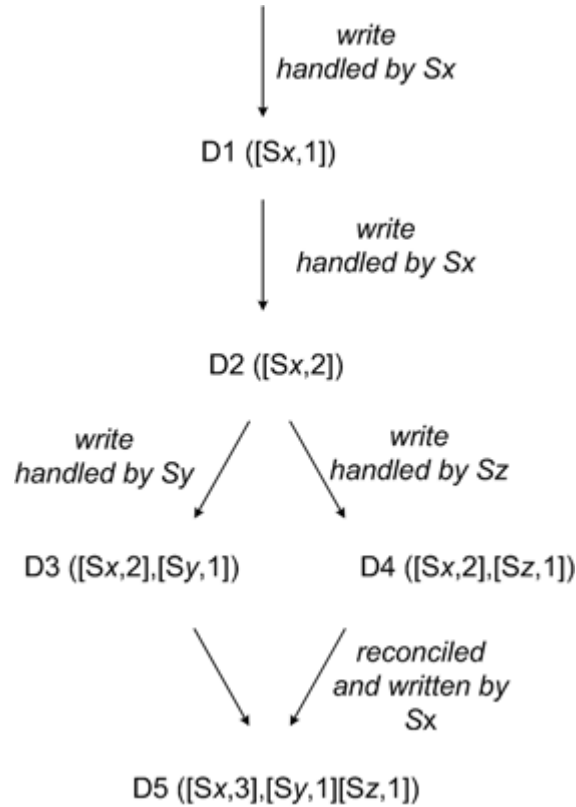 write
handled by Sx
D1 ([Sx,1])
write
handled by Sx
D2 ([Sx,2])
write
handled by Sy
write
handled by Sz
D3 ([Sx,2],[Sy,1])
D4 ([Sx,2],[Sz,1])
reconciled
and written by
Sx
D5 ([Sx,3],[Sy,1][Sz,1])